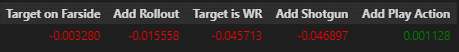 Target on Farside Add Rollout Target is WR Add Shotgun Add Play Action
-0.003280 -0.015558 -0.045713 -0.046897 0.001128